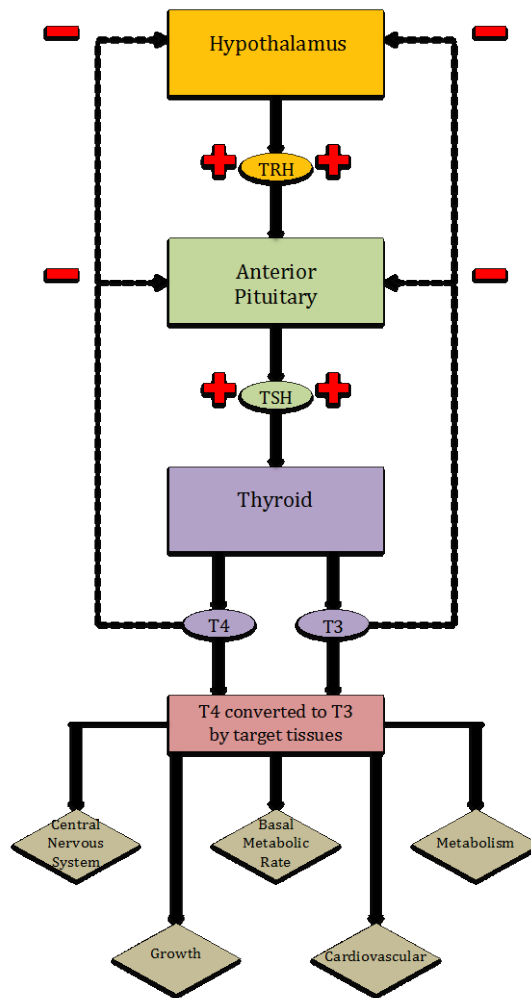 Hypothalamus
TRH
Anterior
Pituitary
TSH
Thyroid
T4
T3
T4 converted to T3
by target tissues
Central
Nervous
System
Basal
Metabolic
Rate
Metabolism
Growth
Cardiovascular